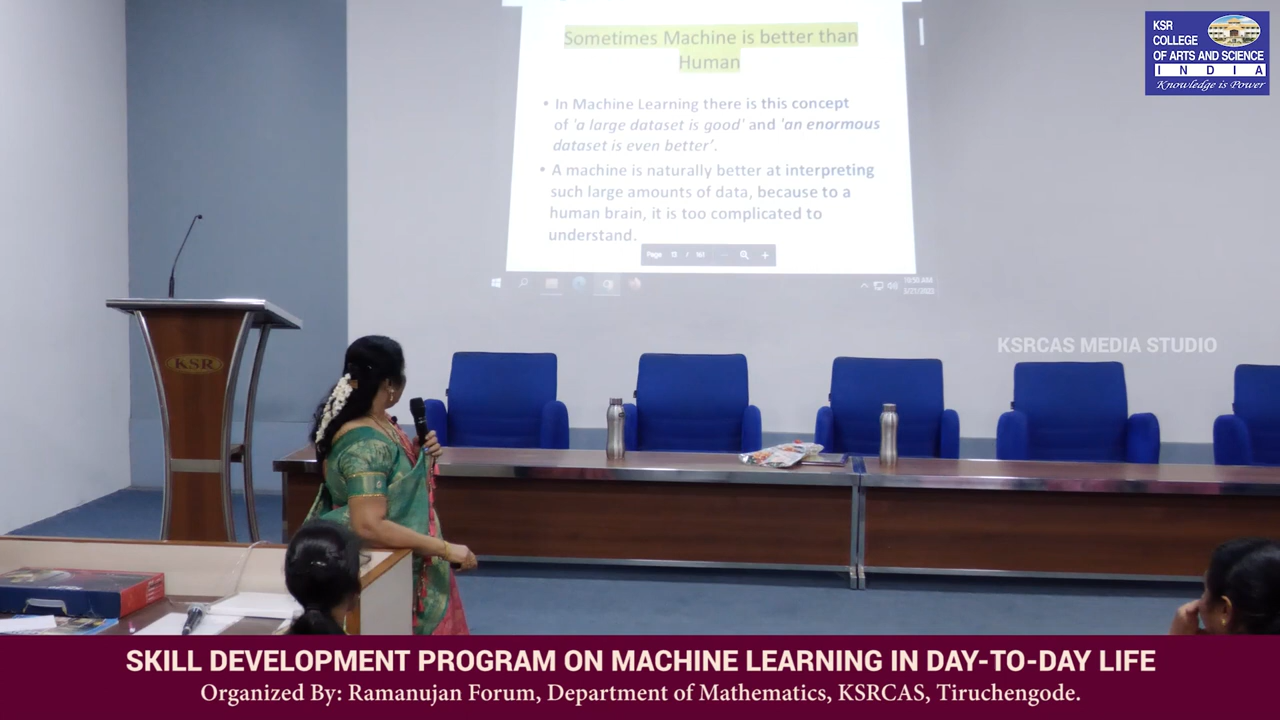 Sometimes Machine is better than
Human
• In Machine Learning there is this concept
of 'a large dataset is good' and 'an enormous
dataset is even better'.
• A machine is naturally better at interpreting
such large amounts of data, because to a
human brain, it is too complicated to
understand.
Page
KSR
COLLEGE
OF ARTS AND SCIENCE
INDIA
Knowledge is Power
KSRCAS MEDIA STUDIO
KSR
SKILL DEVELOPMENT PROGRAM ON MACHINE LEARNING IN DAY-TO-DAY LIFE
Organized By: Ramanujan Forum, Department of Mathematics, KSRCAS, Tiruchengode.